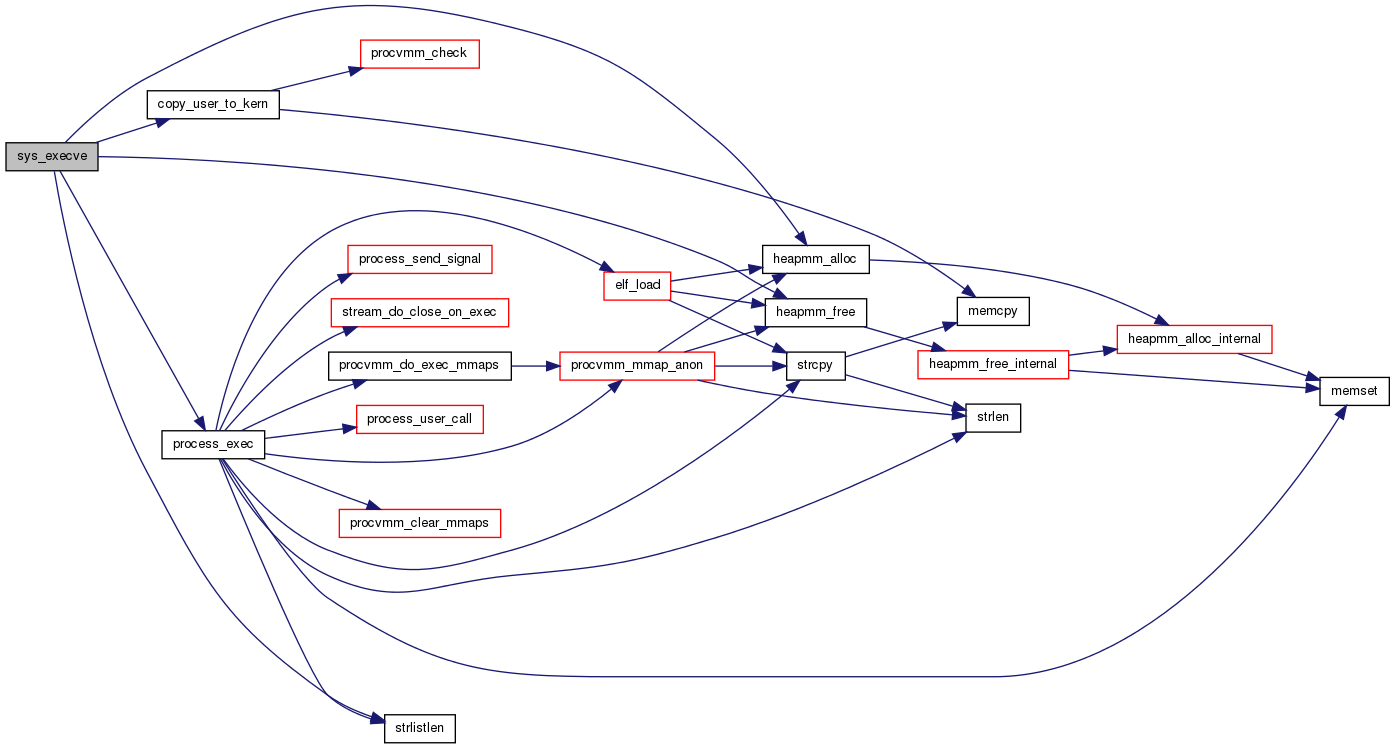 procvmm_check
copy_user_to_kern
sys_execve
process_send_signal
heapmm_alloc
elf_load
stream_do_close_on_exec
heapmm_free
memcpy
heapmm_alloc_internal
procvmm_do_exec_mmaps
procvmm_mmap_anon
strcpy
heapmm_free_internal
memset
process_user_call
strlen
process_exec
procvmm_clear_mmaps
strlistlen